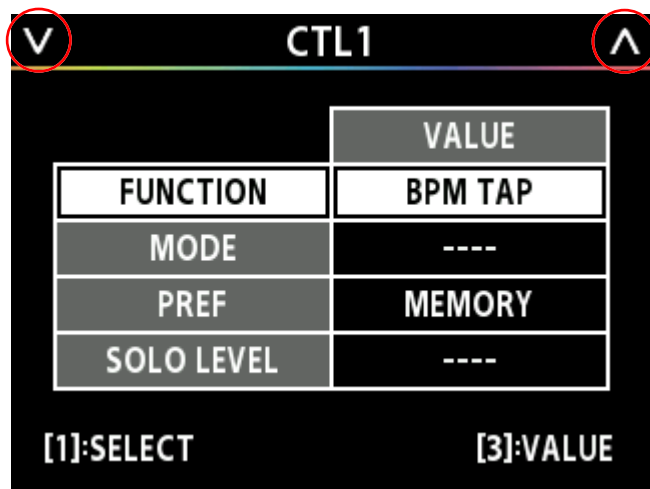 CTL1
VALUE
FUNCTION BPM TAP
MODE ----
PREF MEMORY
SOLO LEVEL ----
[1]:SELECT [3]:VALUE